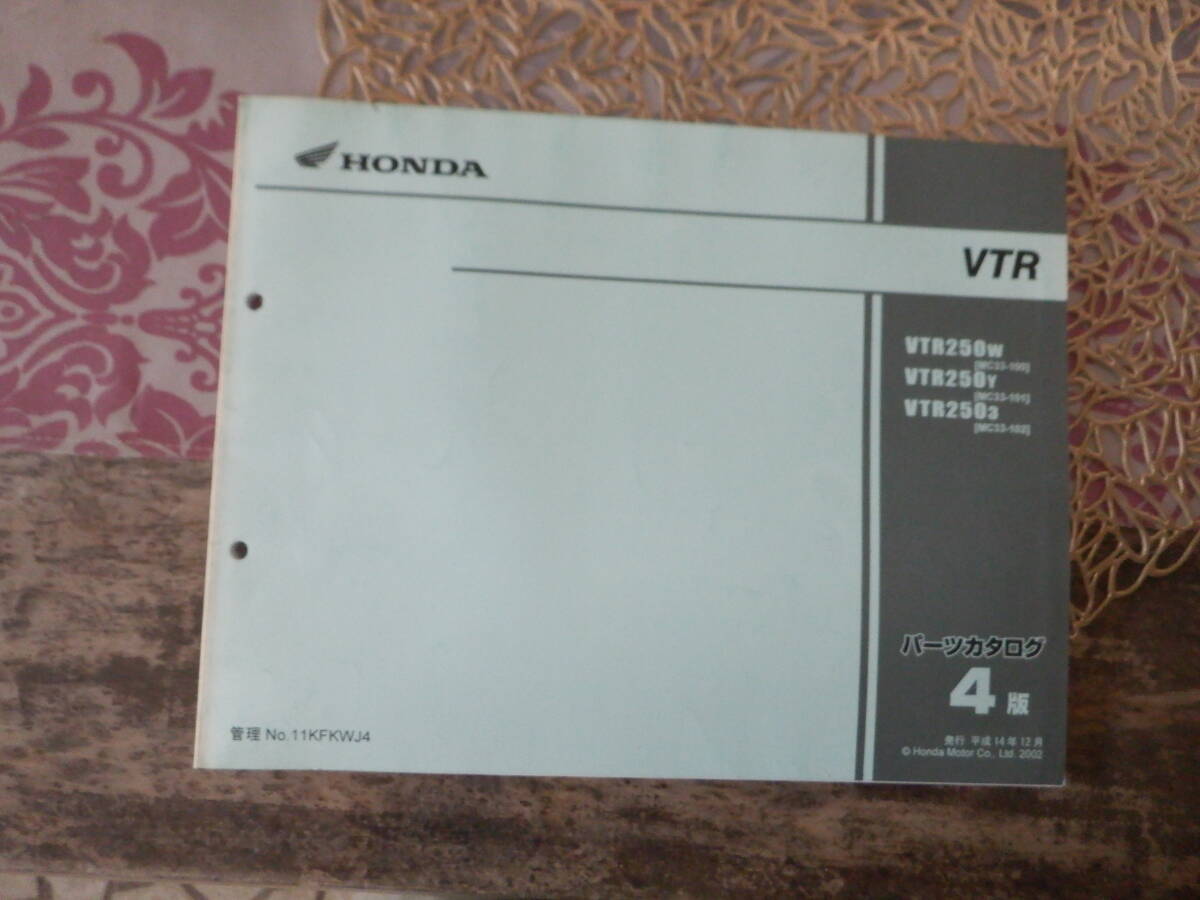 HONDA
VTR
VTR250W
[MC33-100]
VTR250Y
[MC33-101]
VTR2503
[MC33-102]
パーツカタログ
4版
発行 平成14年12月
© Honda Motor Co., Ltd. 2002
管理 No.11KFKWJ4